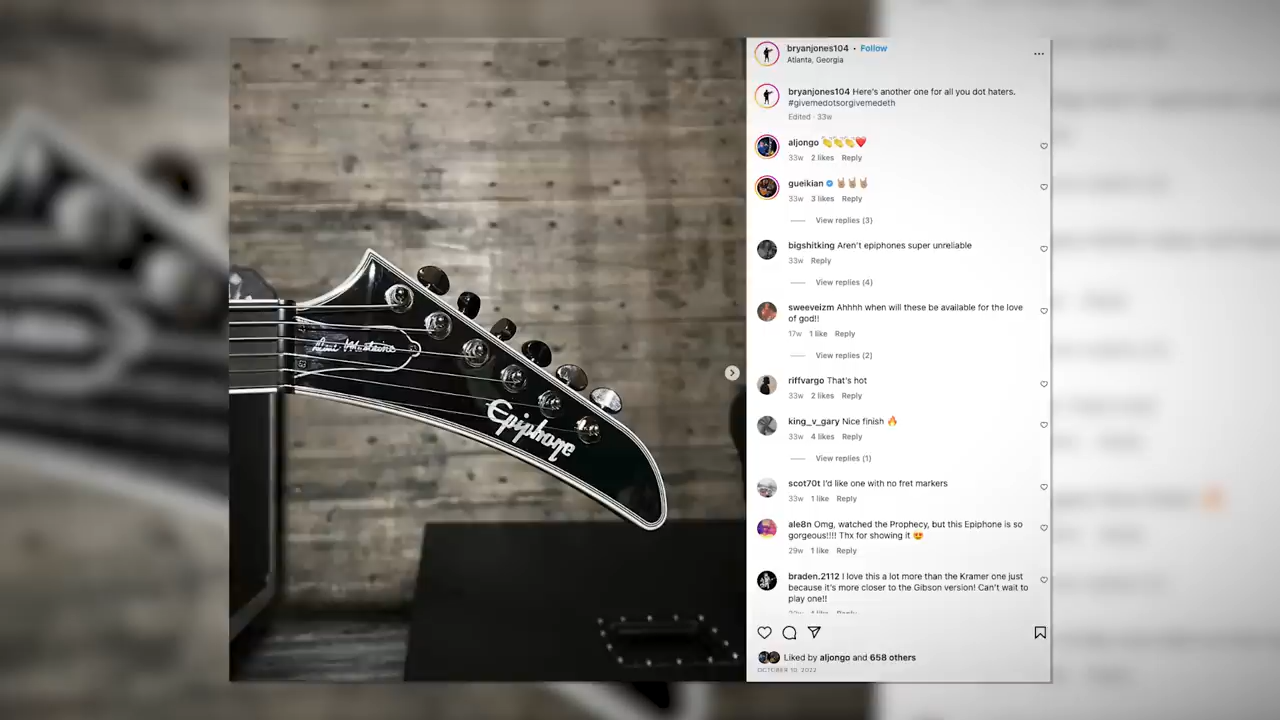 Dave Mustaine
Epiphone
bryanjones104 • Follow
Atlanta, Georgia
bryanjones104 Here's another one for all you dot haters.
#givemedotsorgivemedeth
Edited · 33w
aljongo 👏👏👏❤️
33w 2 likes Reply
gueikian 🤘🏼🤘🏼🤘🏼
33w 3 likes Reply
View replies (3)
bigshitking Aren't epiphones super unreliable
33w Reply
View replies (4)
sweeveizm Ahhhh when will these be available for the love
of god!!
17w 1 like Reply
View replies (2)
riffvargo That's hot
33w 2 likes Reply
king_v_gary Nice finish 🔥
33w 4 likes Reply
View replies (1)
scot70t I'd like one with no fret markers
33w 1 like Reply
ale8n Omg, watched the Prophecy, but this Epiphone is so
gorgeous!!!! Thx for showing it 😍
29w 1 like Reply
braden.2112 I love this a lot more than the Kramer one just
because it's more closer to the Gibson version! Can't wait to
play one!!
Liked by aljongo and 658 others
OCTOBER 10, 2022